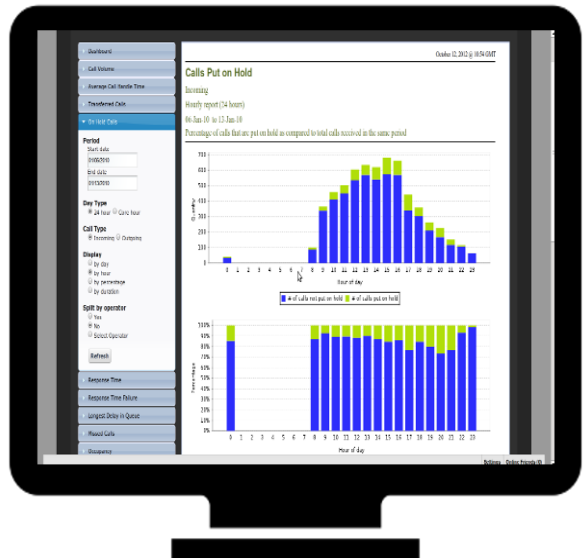 Dashboard
Call Volume
Average Call Handle Time
Transferred Calls
On Hold Calls
Period
Start date
01/06/2010
End date
01/13/2010
Day Type
24 hour Core hour
Call Type
Incoming Outgoing
Display
by day
by hour
by percentage
by duration
Split by operator
Yes
No
Select Operator
Refresh
Response Time
Response Time Failure
Longest Delay in Queue
Missed Calls
Occupancy
October 12, 2012 @ 10:54 GMT
Calls Put on Hold
Incoming
Hourly report (24 hours)
06-Jan-10 to 13-Jan-10
Percentage of calls that are put on hold as compared to total calls received in the same period
700
600
500
400
300
200
100
0
Quantity
0 1 2 3 4 5 6 7 8 9 10 11 12 13 14 15 16 17 18 19 20 21 22 23
Hour of day
# of calls not put on hold # of calls put on hold
100%
90%
80%
70%
60%
50%
40%
30%
20%
10%
0%
Percentage
0 1 2 3 4 5 6 7 8 9 10 11 12 13 14 15 16 17 18 19 20 21 22 23
Hour of day
Settings Online Friends (0)